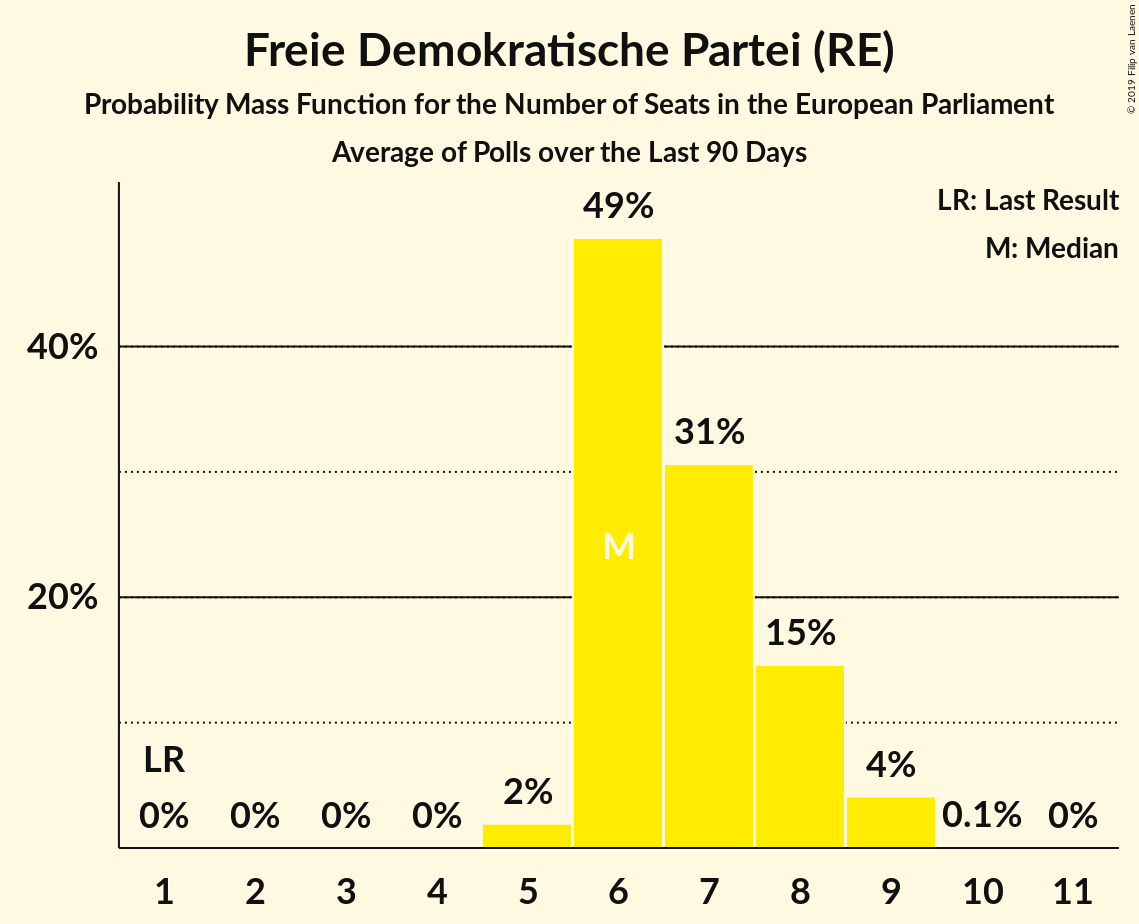 Freie Demokratische Partei (RE)
Probability Mass Function for the Number of Seats in the European Parliament
Average of Polls over the Last 90 Days
© 2019 Filip van Laenen
LR: Last Result
M: Median
49%
40%
31%
M
20%
15%
LR
4%
2%
0% 0% 0% 0% 0.1% 0%
1 2 3 4 5 6 7 8 9 10 11